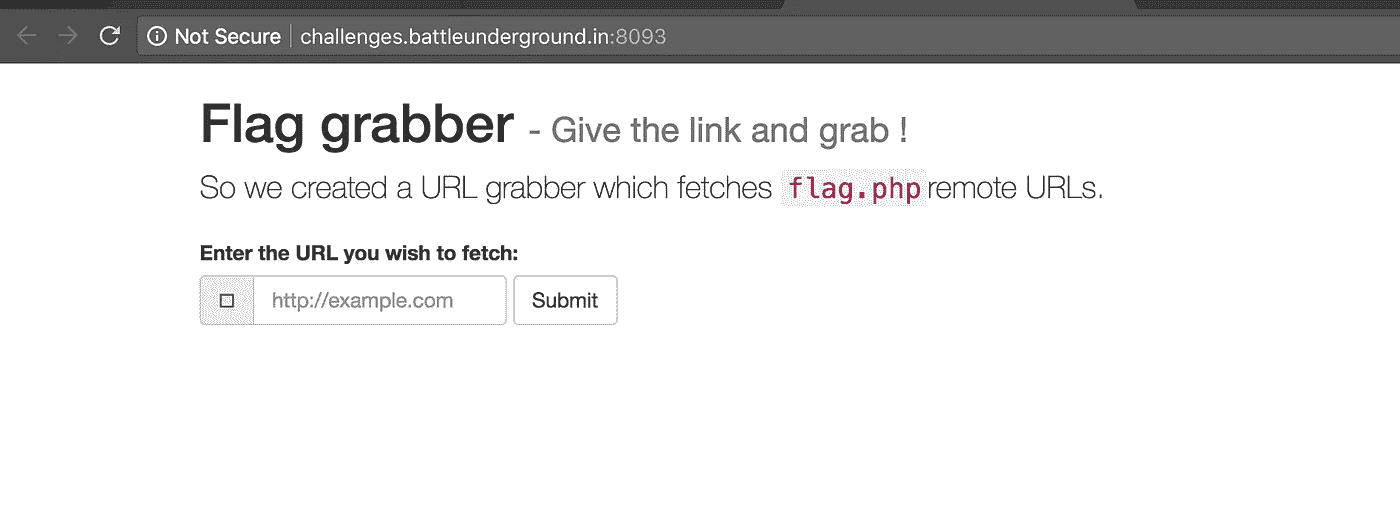 Not Secure challenges.battleunderground.in:8093
Flag grabber - Give the link and grab !
So we created a URL grabber which fetches flag.php remote URLs.
Enter the URL you wish to fetch:
http://example.com Submit